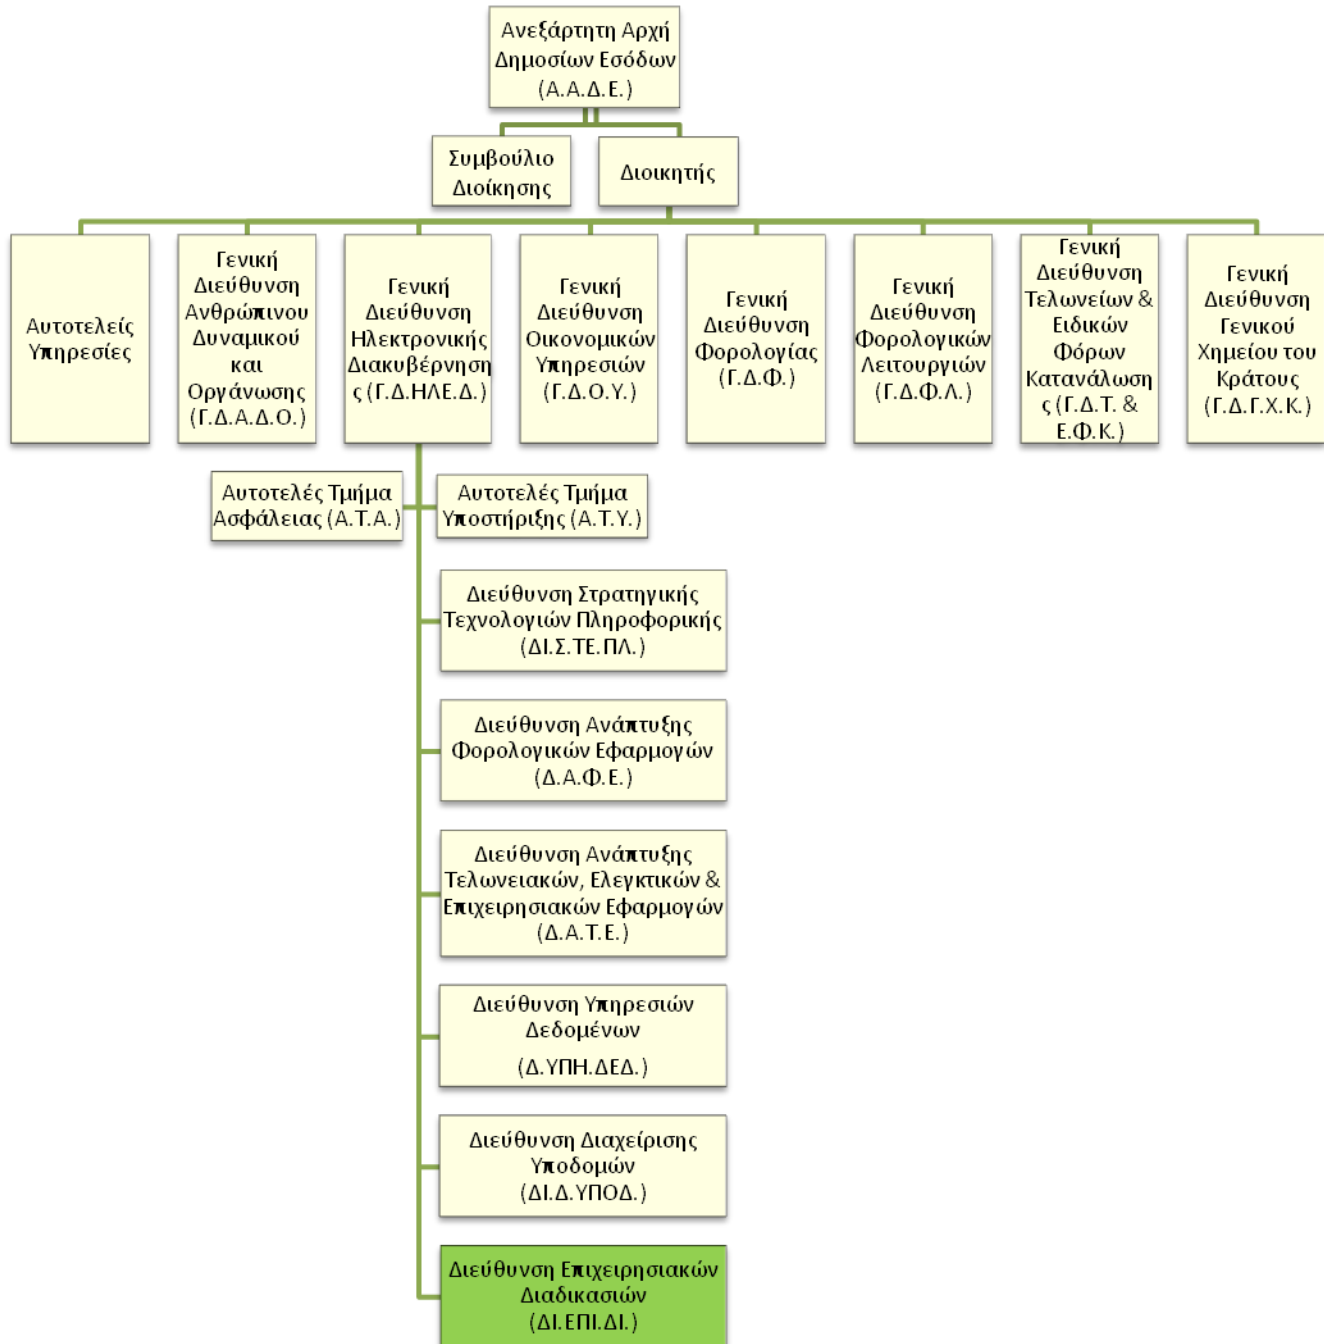 Ανεξάρτητη Αρχή
Δημοσίων Εσόδων
(Α.Α.Δ.Ε.)
Συμβούλιο
Διοίκησης
Διοικητής
Αυτοτελείς
Υπηρεσίες
Γενική
Διεύθυνση
Ανθρώπινου
Δυναμικού
και
Οργάνωσης
(Γ.Δ.Α.Δ.Ο.)
Γενική
Διεύθυνση
Ηλεκτρονικής
Διακυβέρνηση
ς (Γ.Δ.ΗΛΕ.Δ.)
Γενική
Διεύθυνση
Οικονομικών
Υπηρεσιών
(Γ.Δ.Ο.Υ.)
Γενική
Διεύθυνση
Φορολογίας
(Γ.Δ.Φ.)
Γενική
Διεύθυνση
Φορολογικών
Λειτουργιών
(Γ.Δ.Φ.Λ.)
Γενική
Διεύθυνση
Τελωνείων &
Ειδικών
Φόρων
Κατανάλωση
ς (Γ.Δ.Τ. &
Ε.Φ.Κ.)
Γενική
Διεύθυνση
Γενικού
Χημείου του
Κράτους
(Γ.Δ.Γ.Χ.Κ.)
Αυτοτελές Τμήμα
Ασφάλειας (Α.Τ.Α.)
Αυτοτελές Τμήμα
Υποστήριξης (Α.Τ.Υ.)
Διεύθυνση Στρατηγικής
Τεχνολογιών Πληροφορικής
(ΔΙ.Σ.ΤΕ.ΠΛ.)
Διεύθυνση Ανάπτυξης
Φορολογικών Εφαρμογών
(Δ.Α.Φ.Ε.)
Διεύθυνση Ανάπτυξης
Τελωνειακών, Ελεγκτικών &
Επιχειρησιακών Εφαρμογών
(Δ.Α.Τ.Ε.)
Διεύθυνση Υπηρεσιών
Δεδομένων
(Δ.ΥΠΗ.ΔΕΔ.)
Διεύθυνση Διαχείρισης
Υποδομών
(ΔΙ.Δ.ΥΠΟΔ.)
Διεύθυνση Επιχειρησιακών
Διαδικασιών
(ΔΙ.ΕΠΙ.ΔΙ.)